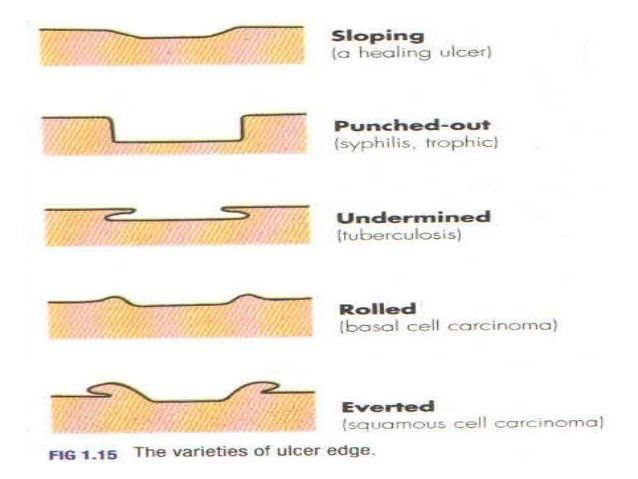 Sloping
(a healing ulcer)
Punched-out
(syphilis, trophic)
Undermined
(tuberculosis)
Rolled
(basal cell carcinoma)
Everted
(squamous cell carcinoma)
FIG 1.15 The varieties of ulcer edge.